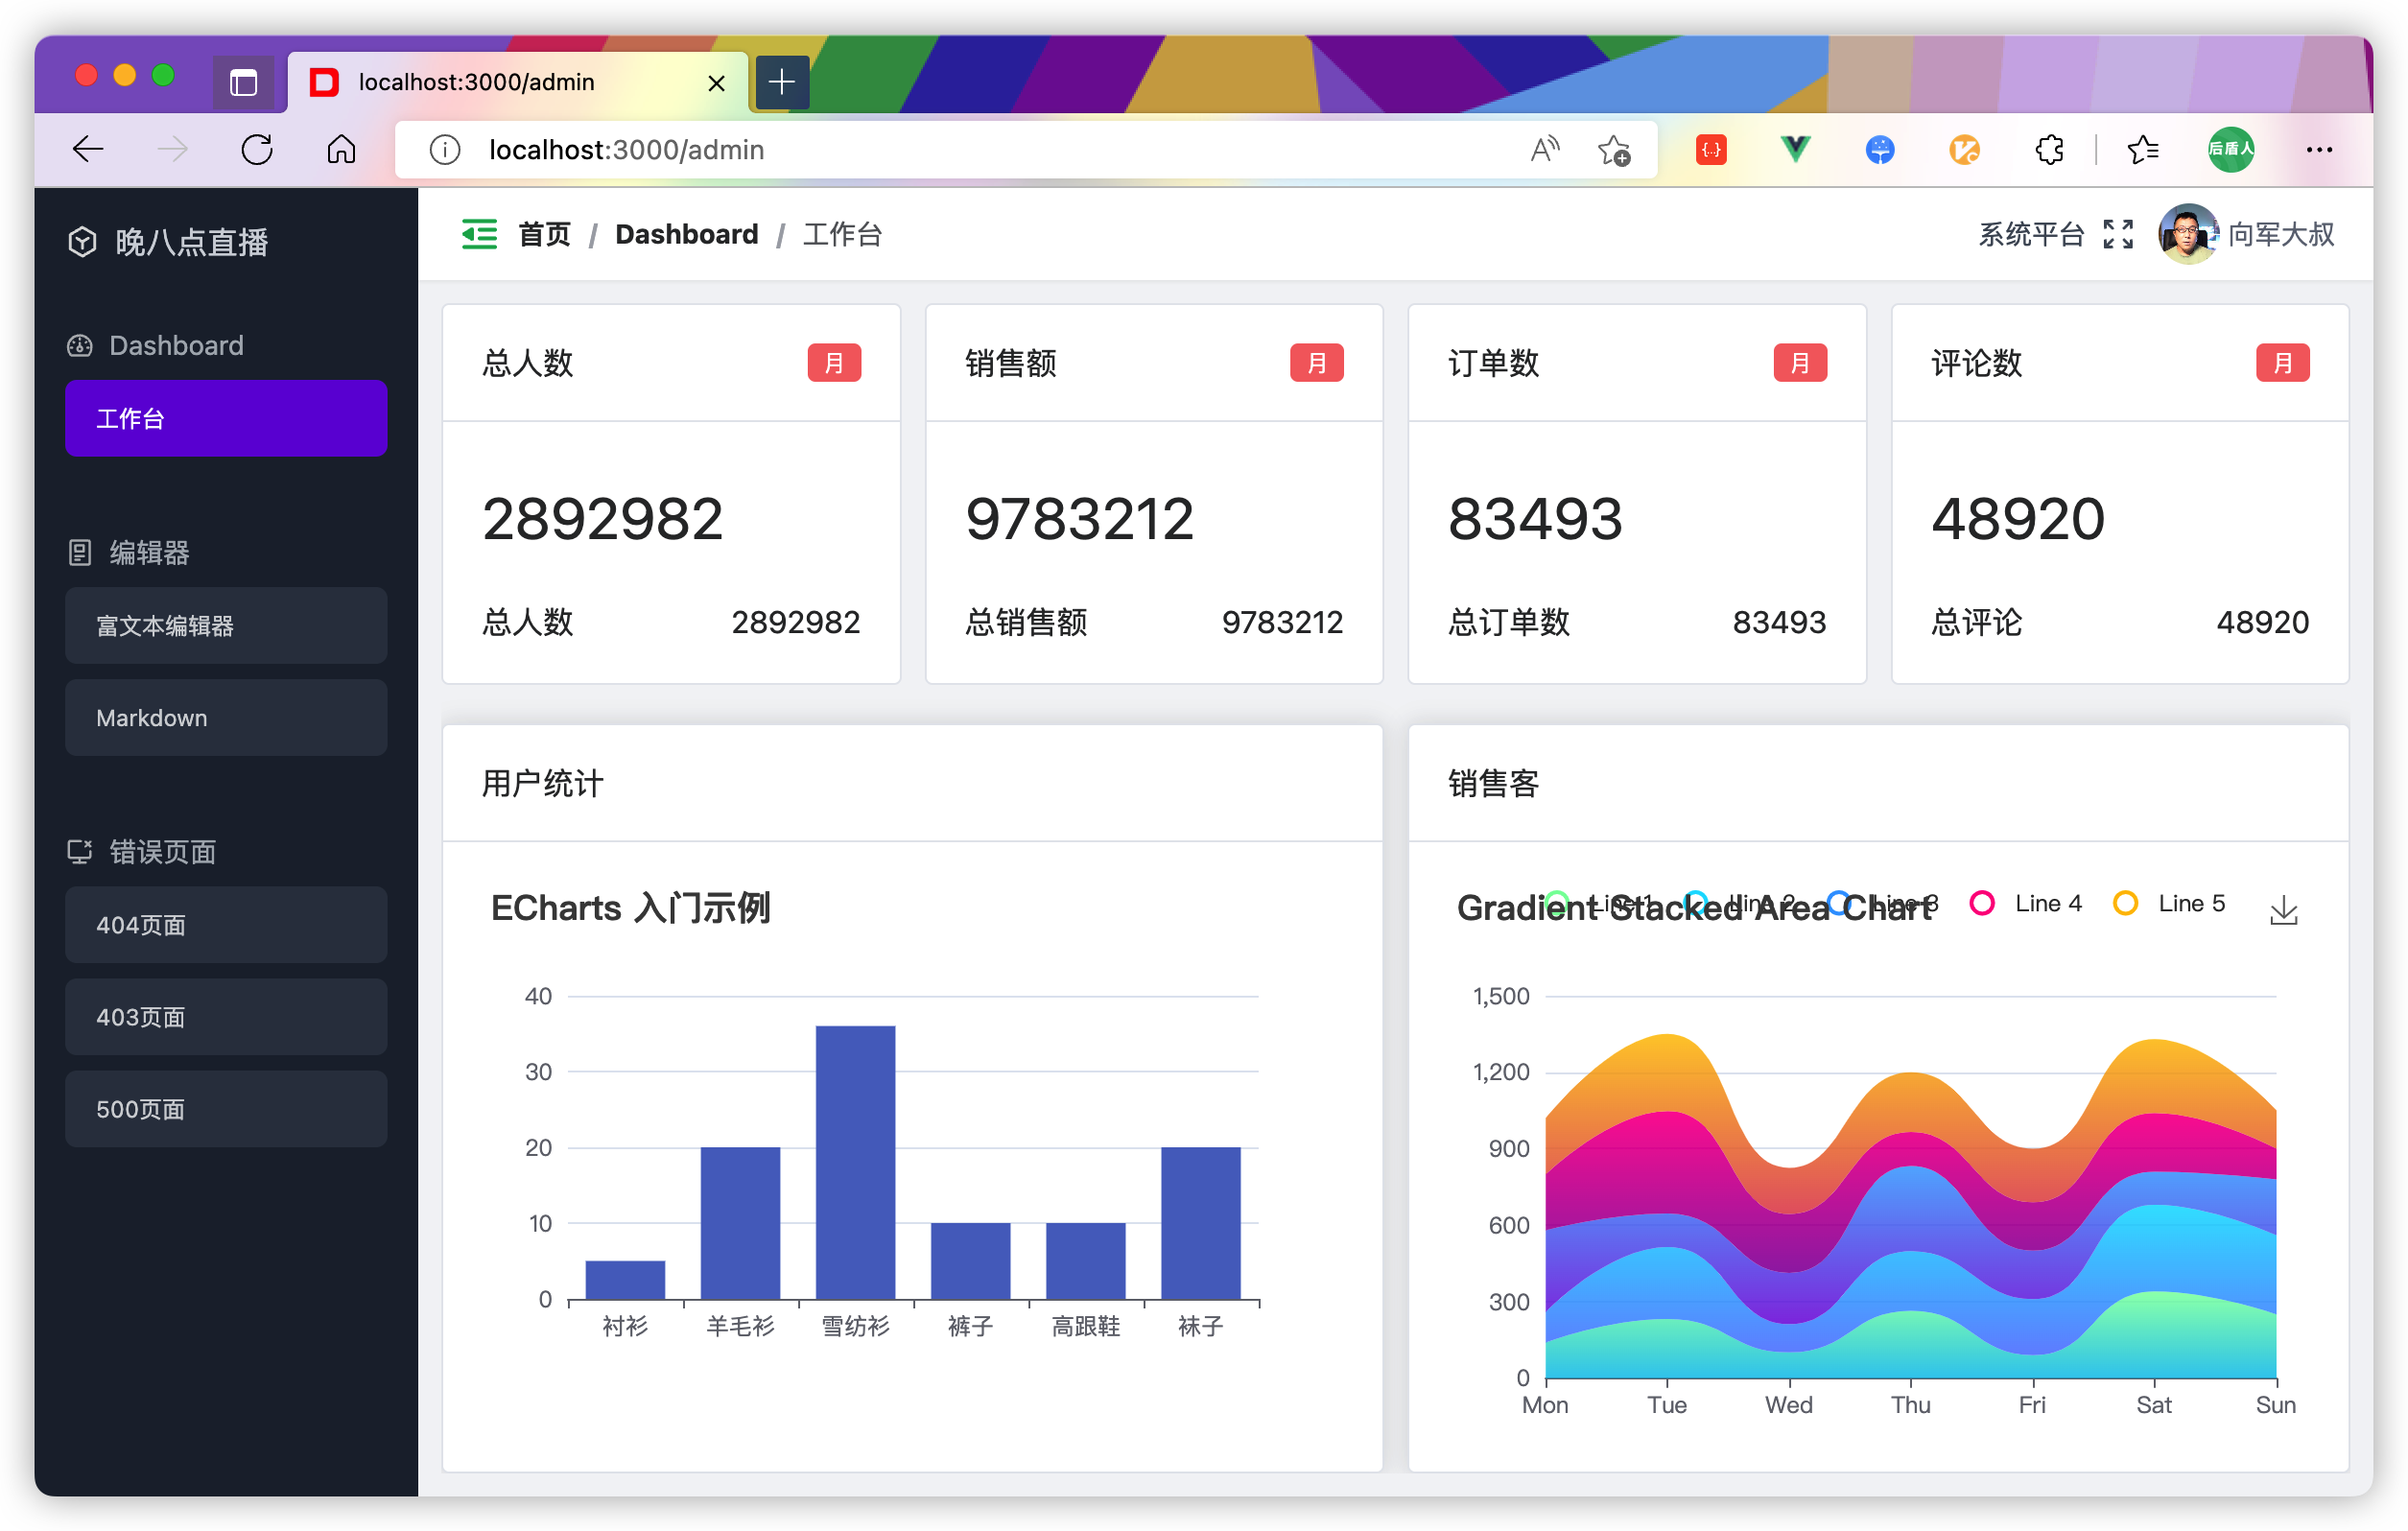 localhost:3000/admin
localhost:3000/admin
后盾人
晚八点直播
首页 / Dashboard / 工作台
系统平台
向军大叔
Dashboard
工作台
编辑器
富文本编辑器
Markdown
错误页面
404页面
403页面
500页面
总人数 月
2892982
总人数 2892982
销售额 月
9783212
总销售额 9783212
订单数 月
83493
总订单数 83493
评论数 月
48920
总评论 48920
用户统计
ECharts 入门示例
40
30
20
10
0
衬衫 羊毛衫 雪纺衫 裤子 高跟鞋 袜子
销售客
Gradient Stacked Area Chart
Line 1 Line 2 Line 3 Line 4 Line 5
1,500
1,200
900
600
300
0
Mon Tue Wed Thu Fri Sat Sun